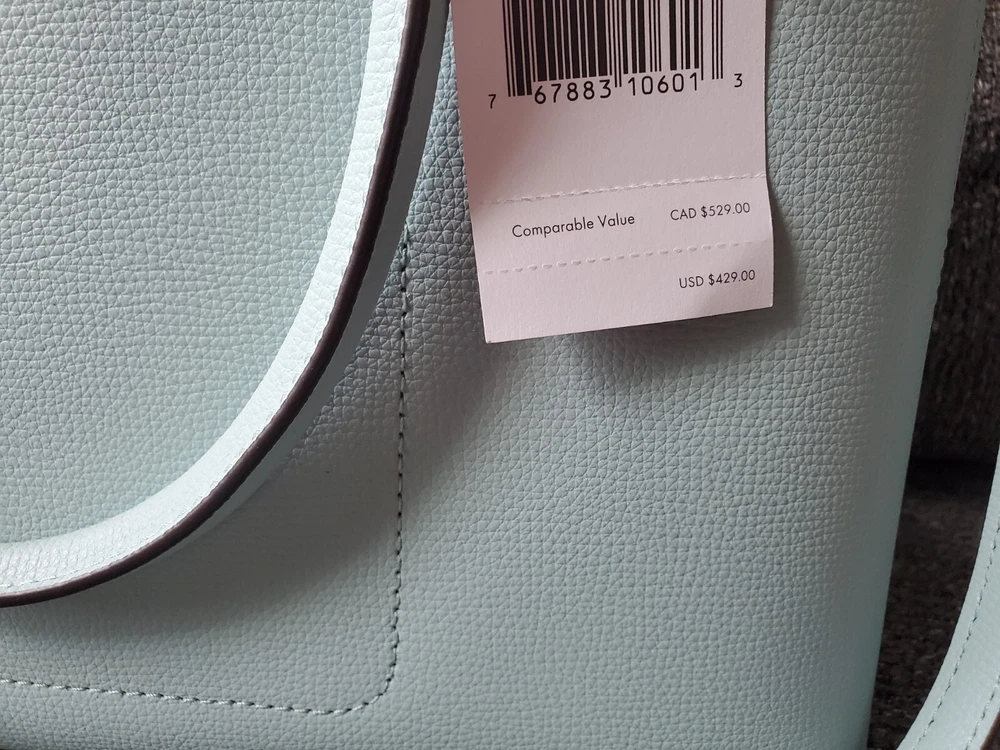 7 67883 10601 3
Comparable Value CAD $529.00
USD $429.00